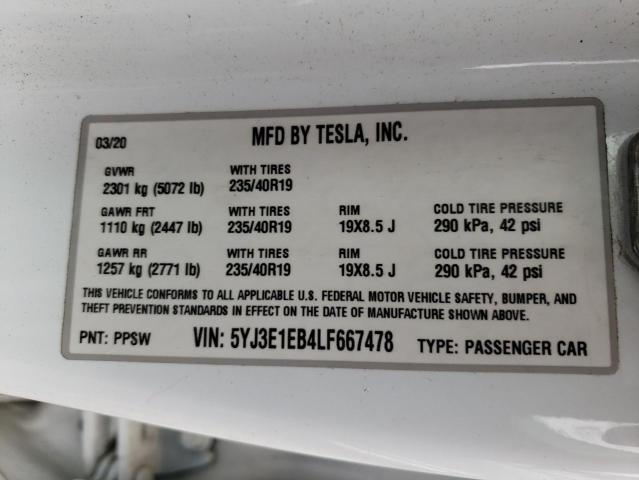 03/20 MFD BY TESLA, INC.
GVWR WITH TIRES
2301 kg (5072 lb) 235/40R19
GAWR FRT WITH TIRES RIM COLD TIRE PRESSURE
1110 kg (2447 lb) 235/40R19 19X8.5 J 290 kPa, 42 psi
GAWR RR WITH TIRES RIM COLD TIRE PRESSURE
1257 kg (2771 lb) 235/40R19 19X8.5 J 290 kPa, 42 psi
THIS VEHICLE CONFORMS TO ALL APPLICABLE U.S. FEDERAL MOTOR VEHICLE SAFETY, BUMPER, AND
THEFT PREVENTION STANDARDS IN EFFECT ON THE DATE OF MANUFACTURE SHOWN ABOVE.
PNT: PPSW VIN: 5YJ3E1EB4LF667478 TYPE: PASSENGER CAR